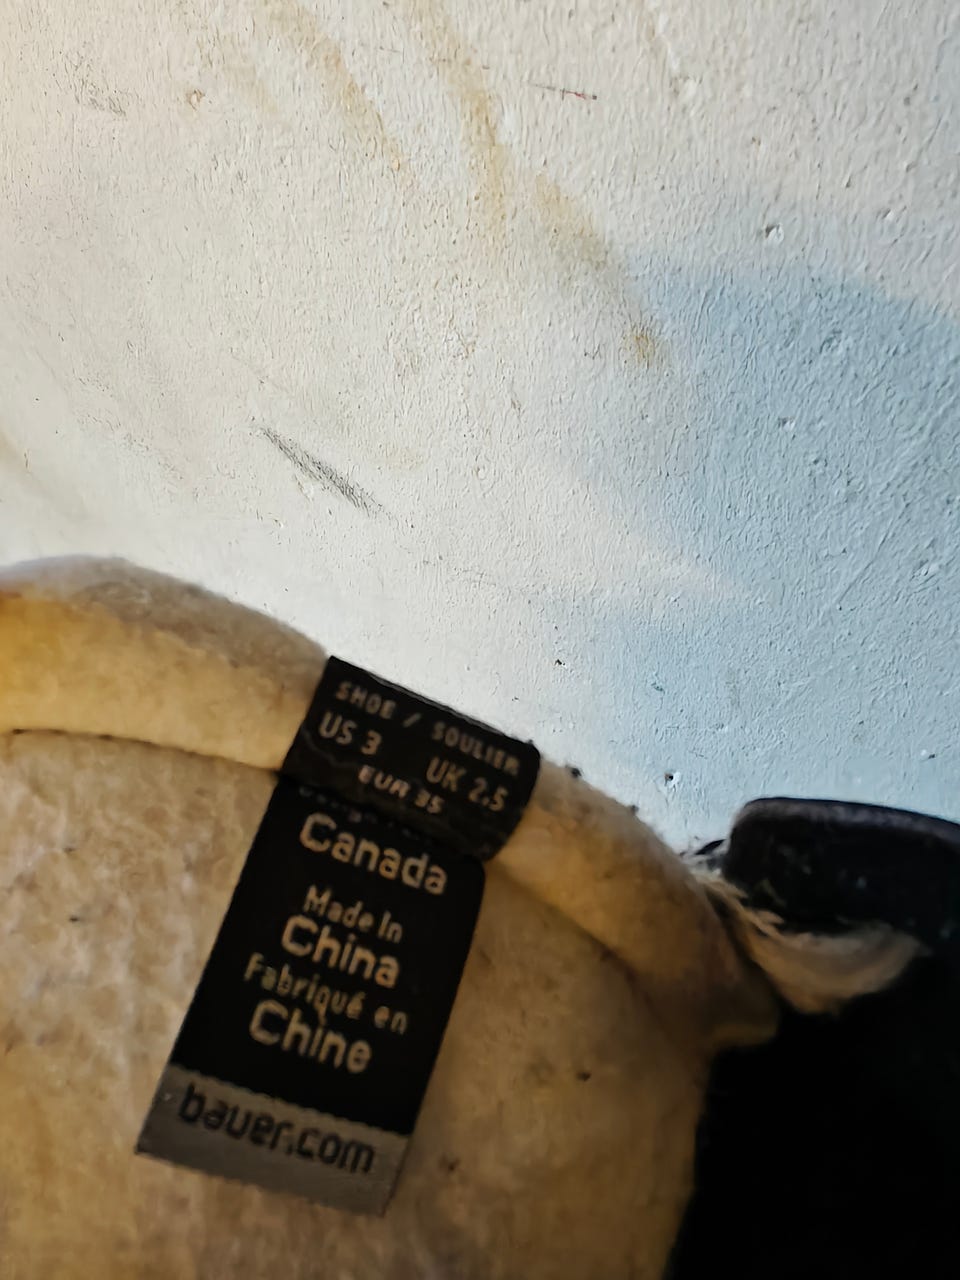 SHOE / SOULIER
US 3 UK 2.5
EUR 35
Canada
Made In
China
Fabriqué en
Chine
bauer.com